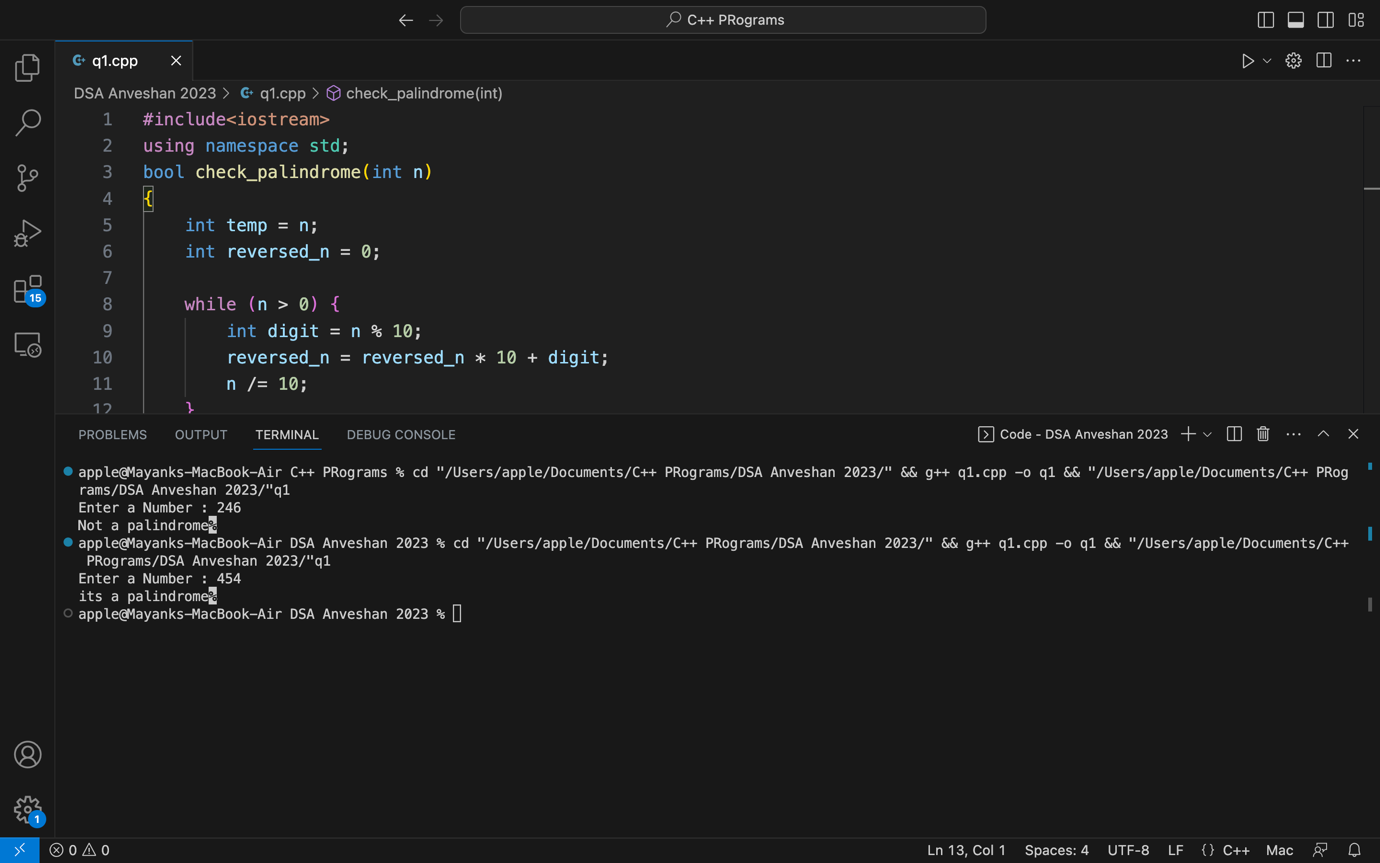 C++ PRograms
q1.cpp
DSA Anveshan 2023 > q1.cpp > check_palindrome(int)
1 #include<iostream>
2 using namespace std;
3 bool check_palindrome(int n)
4 {
5 int temp = n;
6 int reversed_n = 0;
7
8 while (n > 0) {
9 int digit = n % 10;
10 reversed_n = reversed_n * 10 + digit;
11 n /= 10;
12 }
15
PROBLEMS OUTPUT TERMINAL DEBUG CONSOLE Code - DSA Anveshan 2023
apple@Mayanks-MacBook-Air C++ PRograms % cd "/Users/apple/Documents/C++ PRograms/DSA Anveshan 2023/" && g++ q1.cpp -o q1 && "/Users/apple/Documents/C++ PRog
rams/DSA Anveshan 2023/"q1
Enter a Number : 246
Not a palindrome%
apple@Mayanks-MacBook-Air DSA Anveshan 2023 % cd "/Users/apple/Documents/C++ PRograms/DSA Anveshan 2023/" && g++ q1.cpp -o q1 && "/Users/apple/Documents/C++
PRograms/DSA Anveshan 2023/"q1
Enter a Number : 454
its a palindrome%
apple@Mayanks-MacBook-Air DSA Anveshan 2023 %
1
0 0 Ln 13, Col 1 Spaces: 4 UTF-8 LF {} C++ Mac